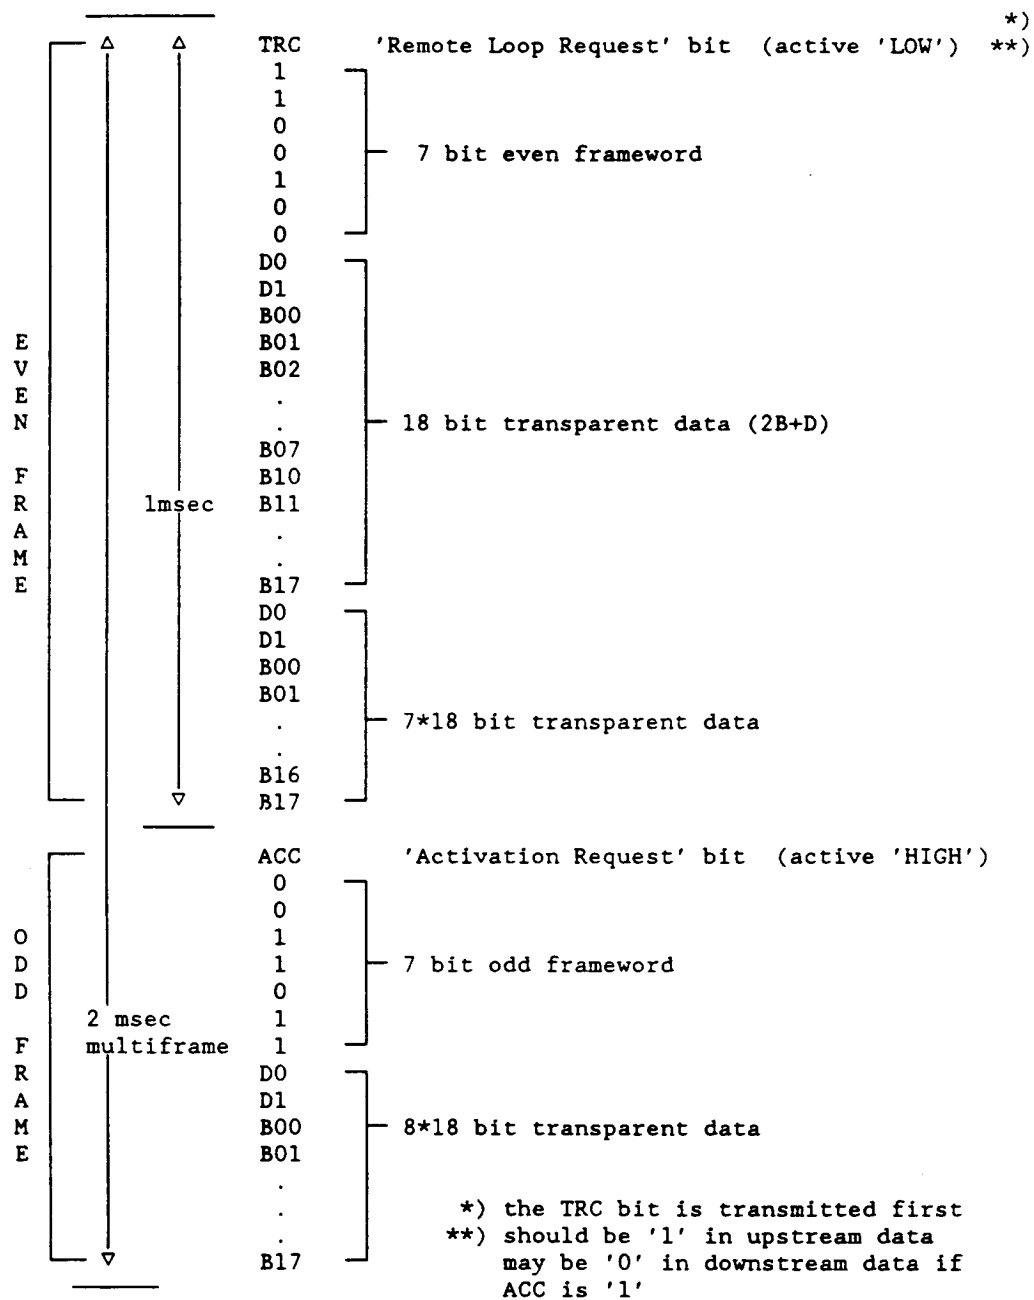 *)
TRC 'Remote Loop Request' bit (active 'LOW') **)
1
1
0
0 7 bit even frameword
1
0
0
D0
D1
B00
E B01
V B02
E .
N . 18 bit transparent data (2B+D)
B07
F B10
R 1msec B11
A .
M .
E B17
D0
D1
B00
B01
. 7*18 bit transparent data
.
B16
B17
ACC 'Activation Request' bit (active 'HIGH')
0
0
O 1
D 1 7 bit odd frameword
D 0
2 msec 1
F multiframe 1
R D0
A D1
M B00 8*18 bit transparent data
E B01
.
. *) the TRC bit is transmitted first
. **) should be '1' in upstream data
B17 may be '0' in downstream data if
ACC is '1'